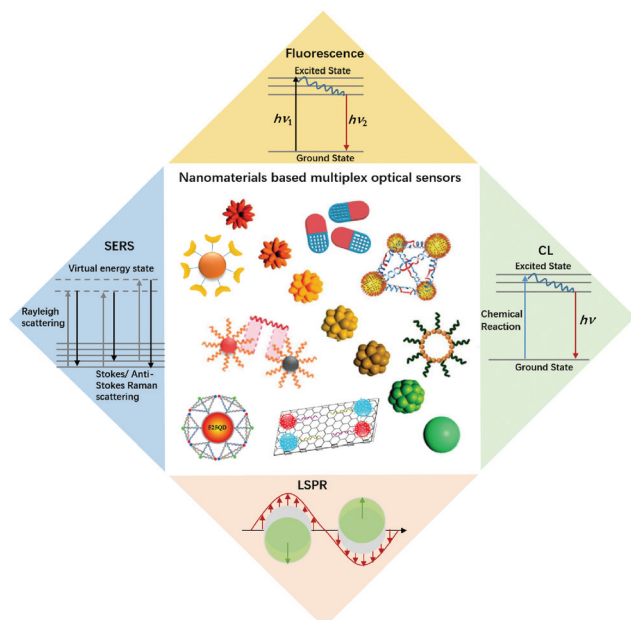 Fluorescence
Excited State
hν1
hν2
Ground State
Nanomaterials based multiplex optical sensors
SERS
Virtual energy state
Rayleigh
scattering
Stokes/ Anti-
Stokes Raman
scattering
CL
Excited State
Chemical
Reaction
hν
Ground State
525QD
LSPR